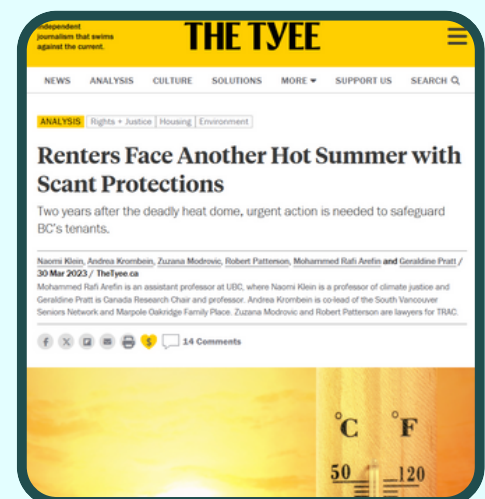 independent
journalism that swims
against the current.
THE TYEE
NEWS ANALYSIS CULTURE SOLUTIONS MORE SUPPORT US SEARCH
ANALYSIS Rights + Justice Housing Environment
Renters Face Another Hot Summer with
Scant Protections
Two years after the deadly heat dome, urgent action is needed to safeguard
BC's tenants.
Naomi Klein, Andrea Krombein, Zuzana Modrovic, Robert Patterson, Mohammed Rafi Arefin and Geraldine Pratt /
30 Mar 2023 / TheTyee.ca
Mohammed Rafi Arefin is an assistant professor at UBC, where Naomi Klein is a professor of climate justice and
Geraldine Pratt is Canada Research Chair and professor. Andrea Krombein is co-lead of the South Vancouver
Seniors Network and Marpole Oakridge Family Place. Zuzana Modrovic and Robert Patterson are lawyers for TRAC.
14 Comments
°C °F
50 120